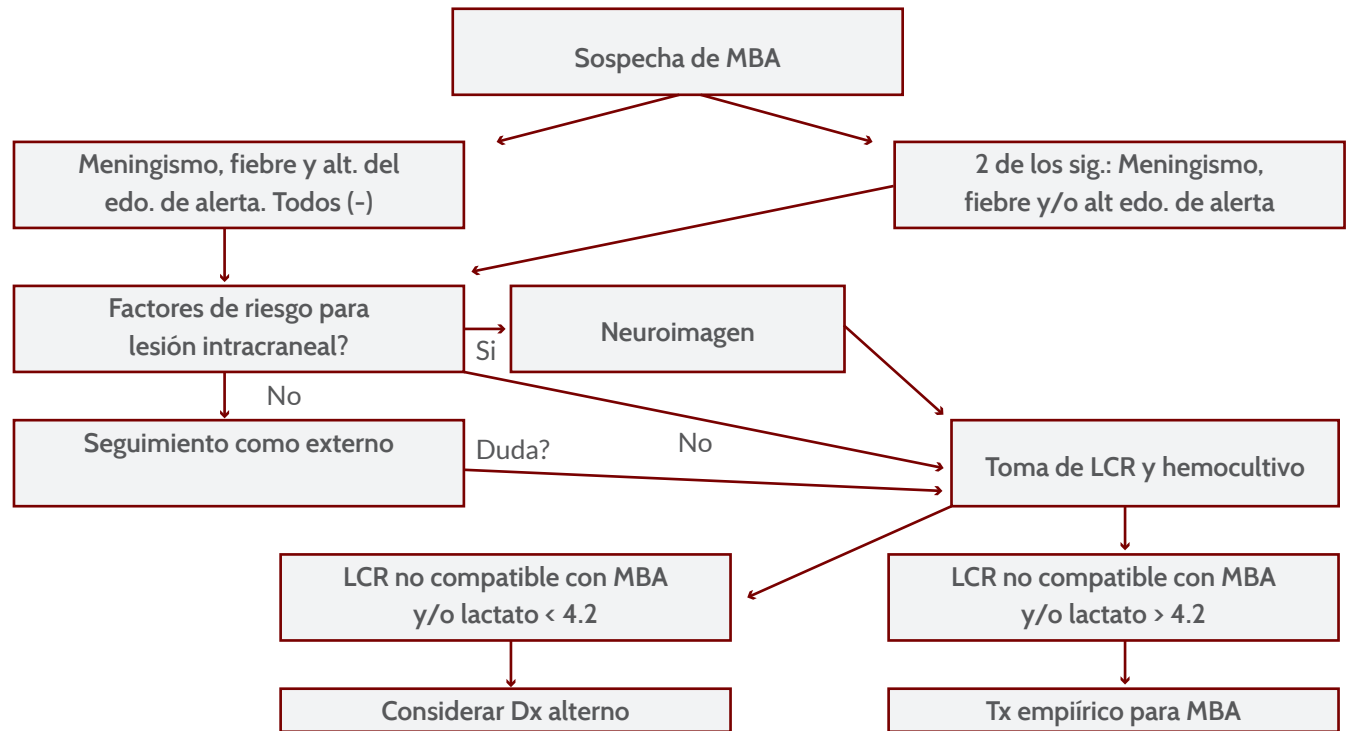 Sospecha de MBA
Meningismo, fiebre y alt. del
edo. de alerta. Todos (-)
2 de los sig.: Meningismo,
fiebre y/o alt edo. de alerta
Factores de riesgo para
lesión intracraneal?
Si
Neuroimagen
No
Seguimiento como externo
Duda?
No
Toma de LCR y hemocultivo
LCR no compatible con MBA
y/o lactato < 4.2
LCR no compatible con MBA
y/o lactato > 4.2
Considerar Dx alterno
Tx empiírico para MBA